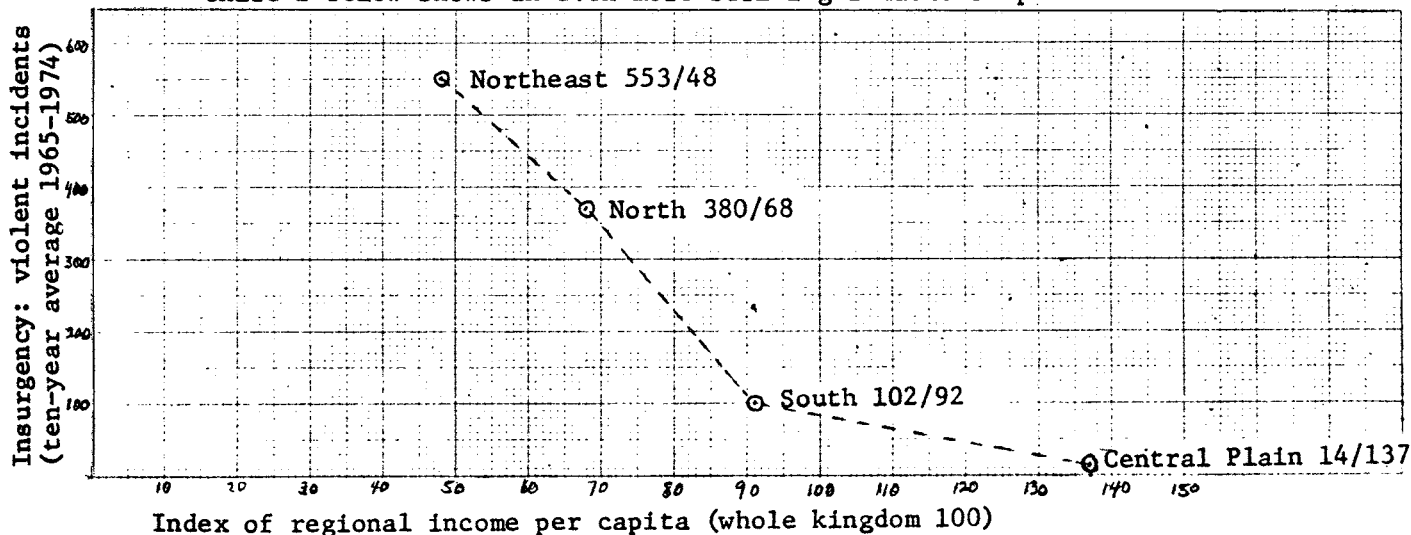 Insurgency: violent incidents
(ten-year average 1965-1974)
600
500
400
300
200
100
Northeast 553/48
North 380/68
South 102/92
Central Plain 14/137
10 20 30 40 50 60 70 80 90 100 110 120 130 140 150
Index of regional income per capita (whole kingdom 100)